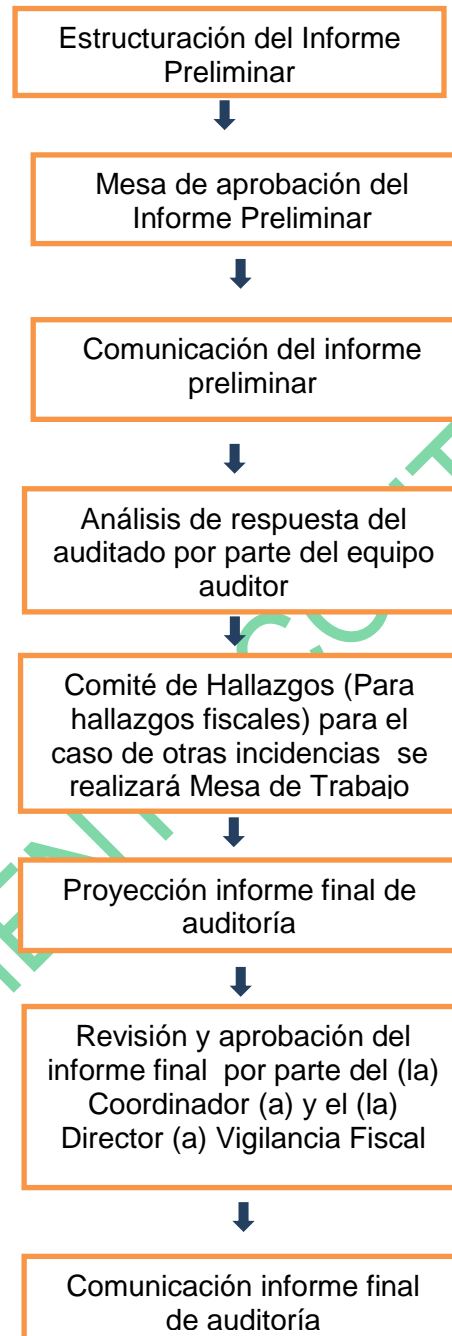 Estructuración del Informe
Preliminar
Mesa de aprobación del
Informe Preliminar
Comunicación del informe
preliminar
Análisis de respuesta del
auditado por parte del equipo
auditor
Comité de Hallazgos (Para
hallazgos fiscales) para el
caso de otras incidencias  se
realizará Mesa de Trabajo
Proyección informe final de
auditoría
Revisión y aprobación del
informe final  por parte del (la)
Coordinador (a) y el (la)
Director (a) Vigilancia Fiscal
Comunicación informe final
de auditoría